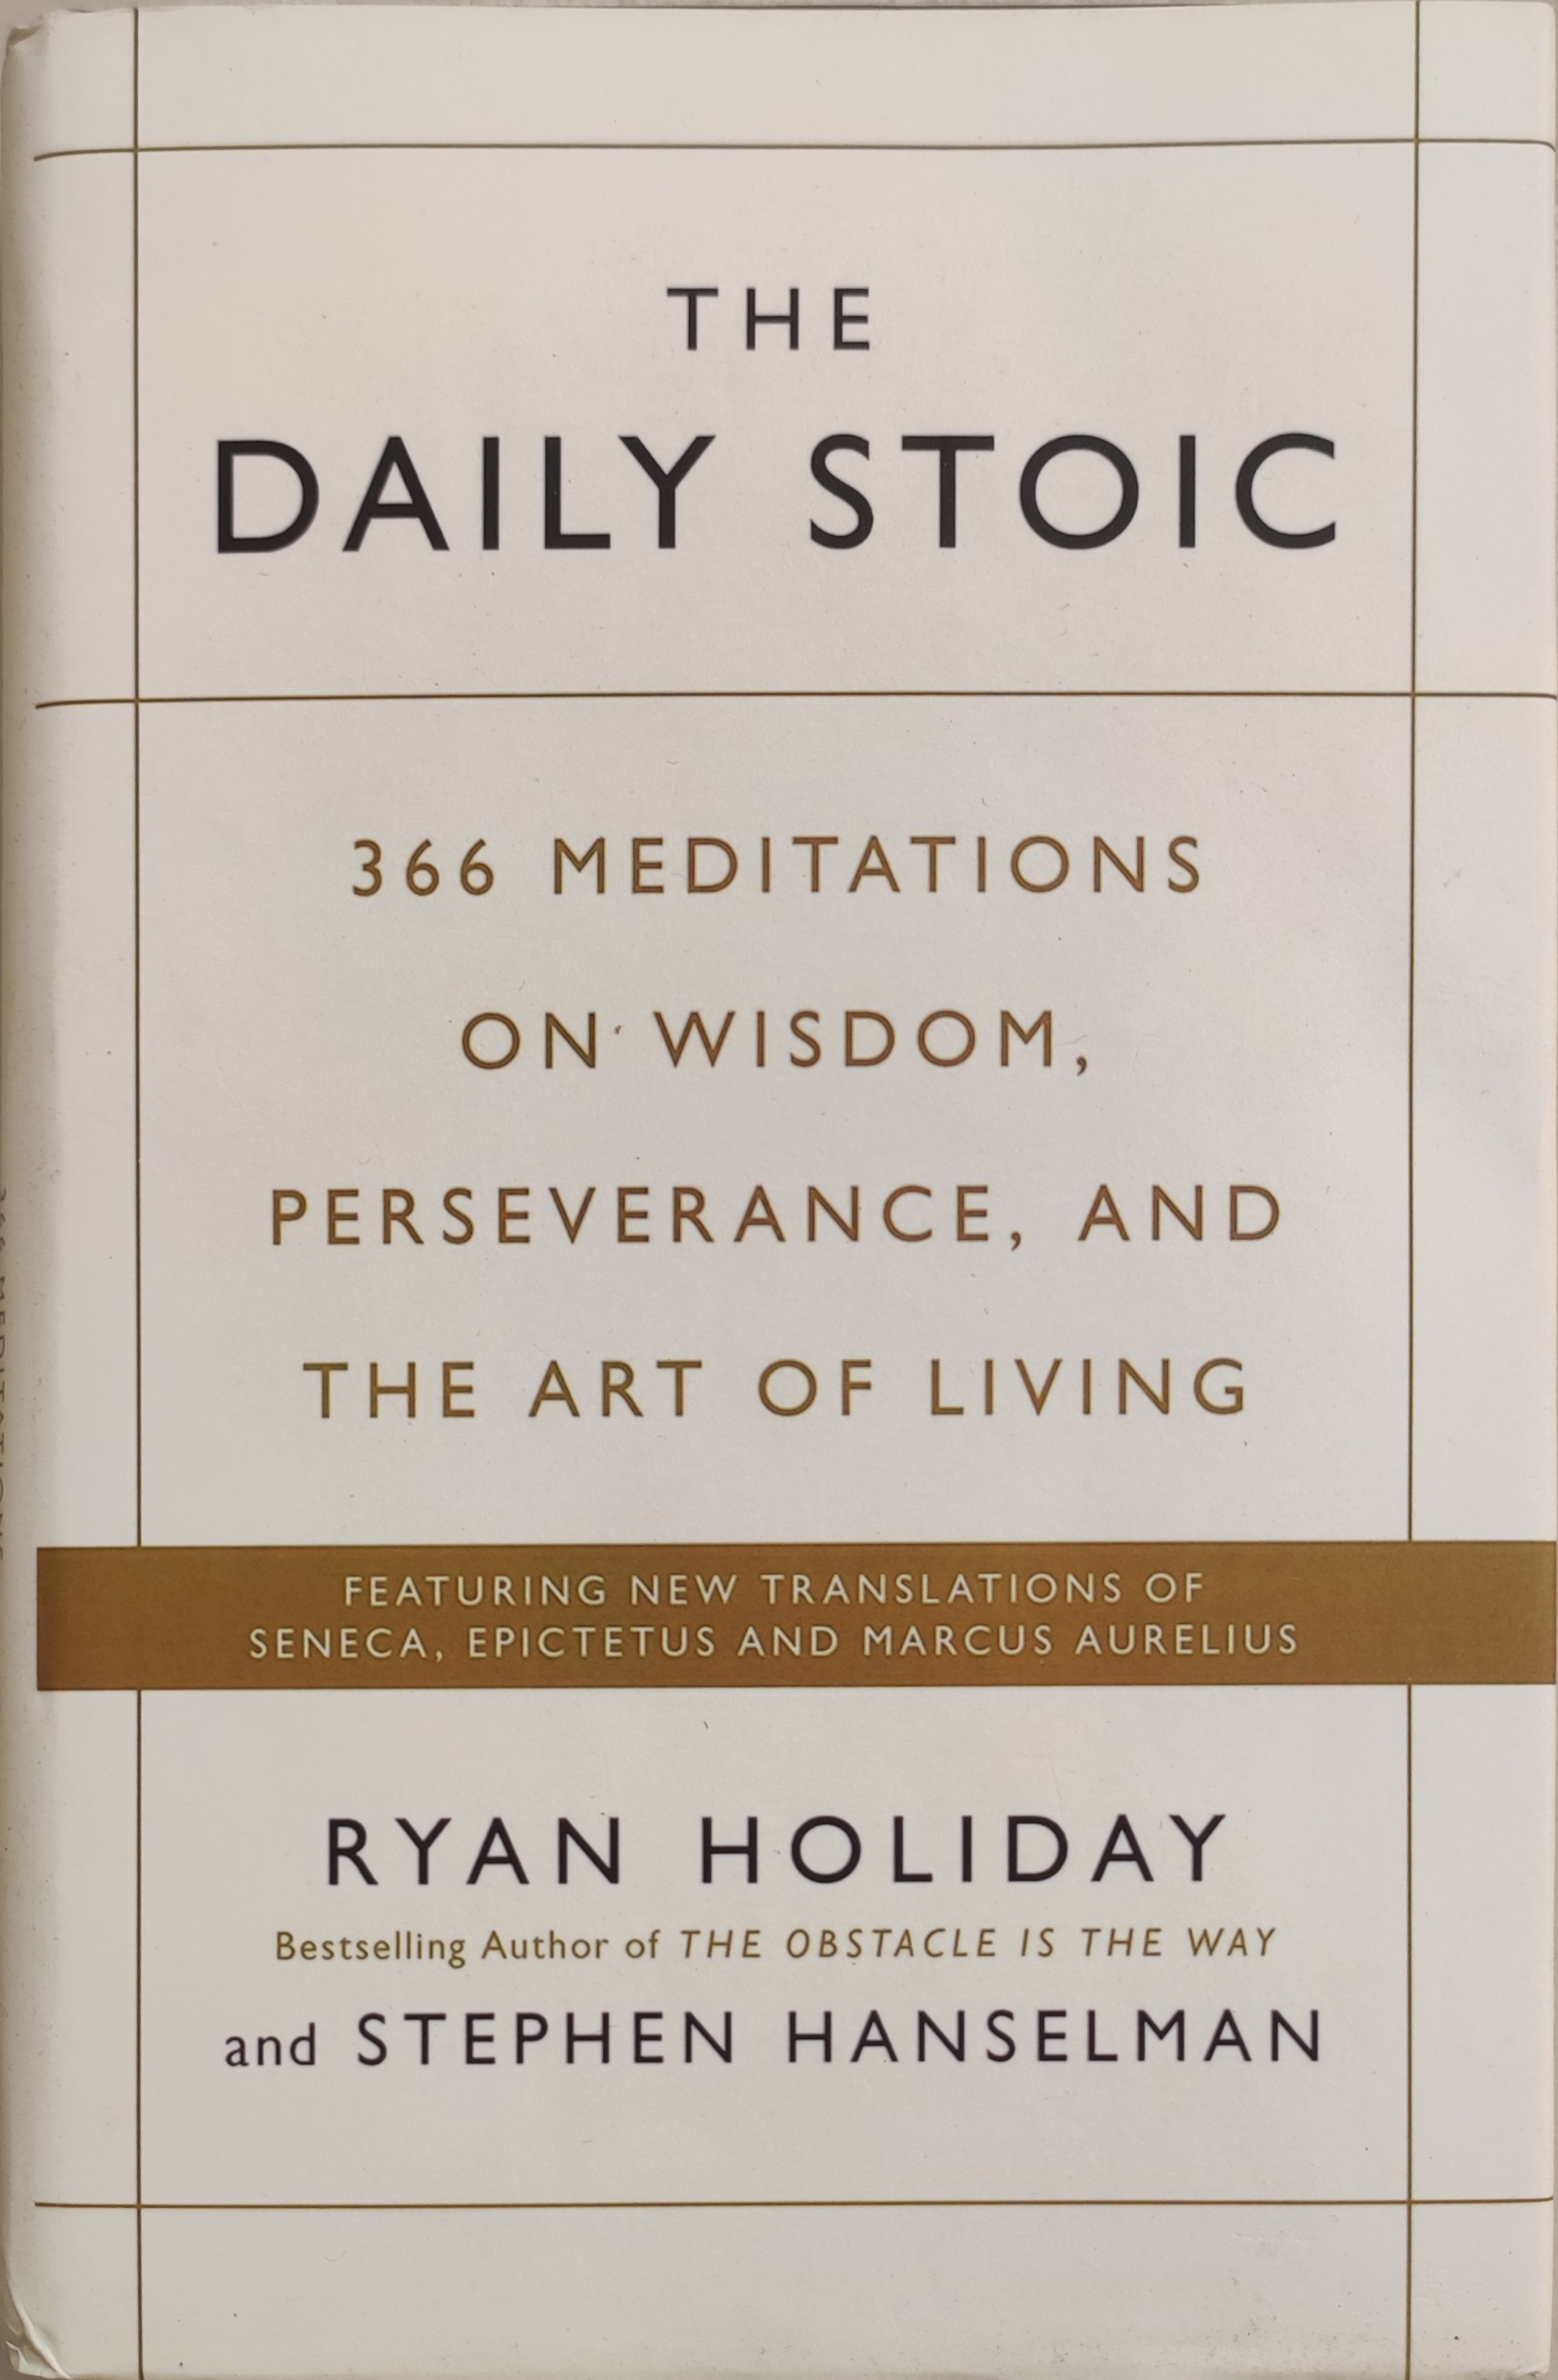 THE
DAILY STOIC
366 MEDITATIONS
ON WISDOM,
PERSEVERANCE, AND
THE ART OF LIVING
FEATURING NEW TRANSLATIONS OF
SENECA, EPICTETUS AND MARCUS AURELIUS
RYAN HOLIDAY
Bestselling Author of THE OBSTACLE IS THE WAY
and STEPHEN HANSELMAN